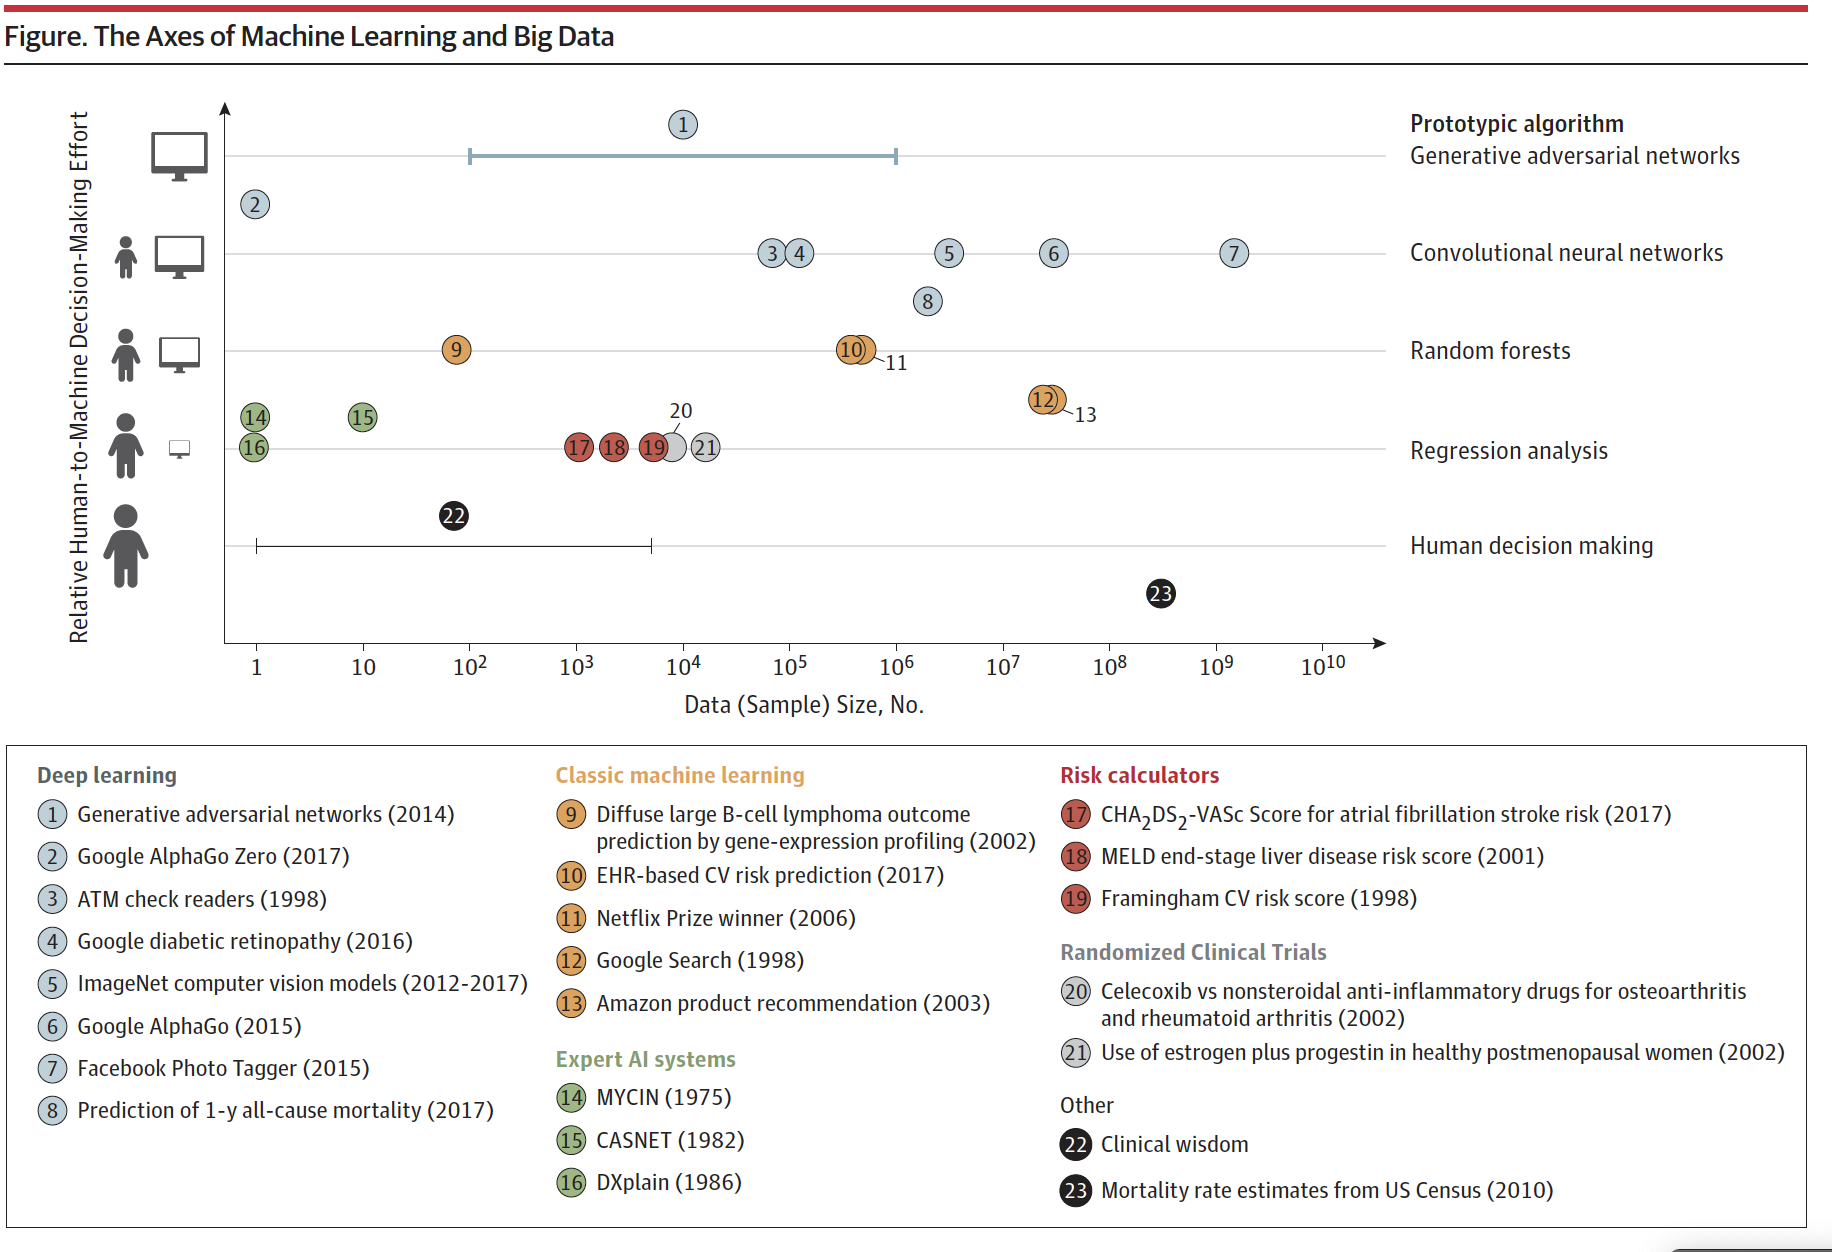 Figure. The Axes of Machine Learning and Big Data
Relative Human-to-Machine Decision-Making Effort
Prototypic algorithm
1
Generative adversarial networks
2
3 4 5 6 7
Convolutional neural networks
8
9 10 11
Random forests
12 13
14 15 20
16 17 18 19 21
Regression analysis
22
Human decision making
23
1 10 10² 10³ 10⁴ 10⁵ 10⁶ 10⁷ 10⁸ 10⁹ 10¹⁰
Data (Sample) Size, No.
Deep learning
1 Generative adversarial networks (2014)
2 Google AlphaGo Zero (2017)
3 ATM check readers (1998)
4 Google diabetic retinopathy (2016)
5 ImageNet computer vision models (2012-2017)
6 Google AlphaGo (2015)
7 Facebook Photo Tagger (2015)
8 Prediction of 1-y all-cause mortality (2017)
Classic machine learning
9 Diffuse large B-cell lymphoma outcome
prediction by gene-expression profiling (2002)
10 EHR-based CV risk prediction (2017)
11 Netflix Prize winner (2006)
12 Google Search (1998)
13 Amazon product recommendation (2003)
Expert AI systems
14 MYCIN (1975)
15 CASNET (1982)
16 DXplain (1986)
Risk calculators
17 CHA₂DS₂-VASc Score for atrial fibrillation stroke risk (2017)
18 MELD end-stage liver disease risk score (2001)
19 Framingham CV risk score (1998)
Randomized Clinical Trials
20 Celecoxib vs nonsteroidal anti-inflammatory drugs for osteoarthritis
and rheumatoid arthritis (2002)
21 Use of estrogen plus progestin in healthy postmenopausal women (2002)
Other
22 Clinical wisdom
23 Mortality rate estimates from US Census (2010)